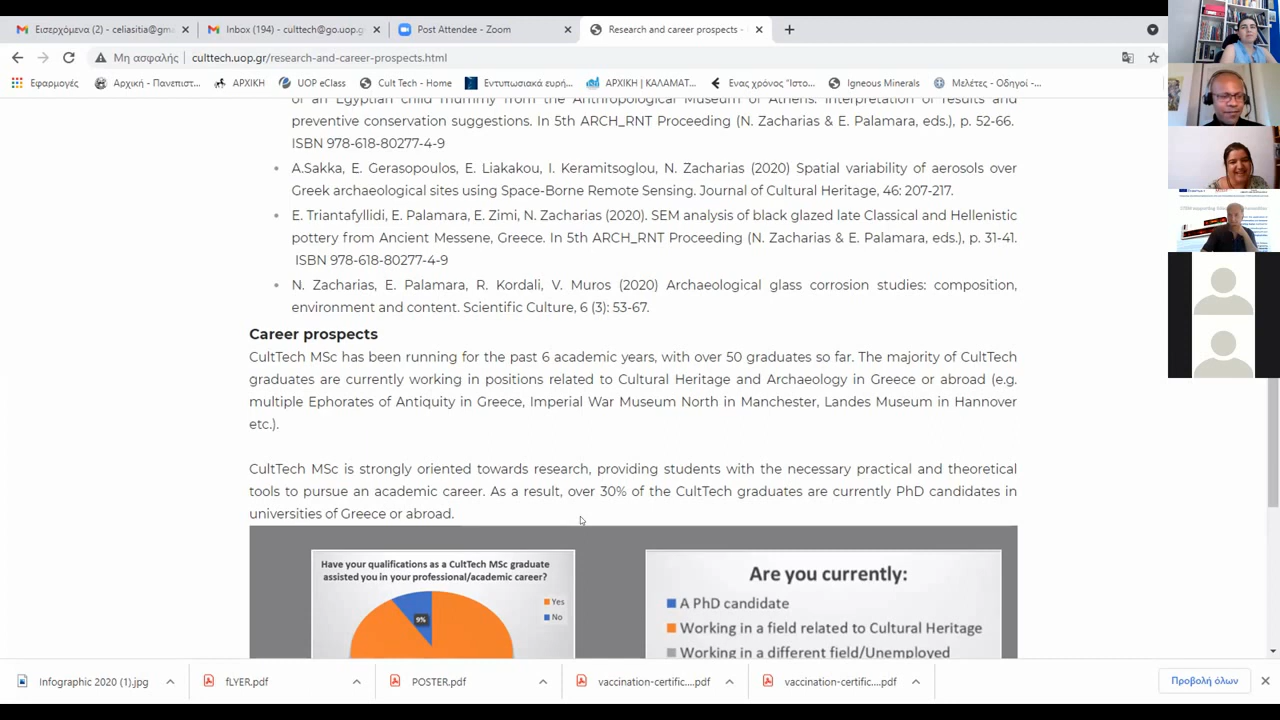 Εισερχόμενα (2) - celiasitia@gm
Inbox (194) - culttech@go.uop.g
Post Attendee - Zoom
Research and career prospects -
Μη ασφαλής
culttech.uop.gr/research-and-career-prospects.html
Εφαρμογές
Αρχική - Πανεπιστ...
ΑΡΧΙΚΗ
UOP eClass
Cult Tech - Home
Εντυπωσιακά ευρή...
ΑΡΧΙΚΗ | ΚΑΛΑΜΑΤ...
Ενας χρόνος "Ιστο...
Igneous Minerals
Μελέτες - Οδηγοί -...
of an Egyptian child mummy from the Anthropological Museum of Athens. Interpretation of results and
preventive conservation suggestions. In 5th ARCH_RNT Proceeding (N. Zacharias & E. Palamara, eds.), p. 52-66.
ISBN 978-618-80277-4-9
A.Sakka, E. Gerasopoulos, E. Liakakou, I. Keramitsoglou, N. Zacharias (2020) Spatial variability of aerosols over
Greek archaeological sites using Space-Borne Remote Sensing. Journal of Cultural Heritage, 46: 207-217.
E. Triantafyllidi, E. Palamara, E. Zimi, N. Zacharias (2020). SEM analysis of black glazed late Classical and Hellenistic
pottery from Ancient Messene, Greece. In 5th ARCH_RNT Proceeding (N. Zacharias & E. Palamara, eds.), p. 31-41.
ISBN 978-618-80277-4-9
N. Zacharias, E. Palamara, R. Kordali, V. Muros (2020) Archaeological glass corrosion studies: composition,
environment and content. Scientific Culture, 6 (3): 53-67.
Career prospects
CultTech MSc has been running for the past 6 academic years, with over 50 graduates so far. The majority of CultTech
graduates are currently working in positions related to Cultural Heritage and Archaeology in Greece or abroad (e.g.
multiple Ephorates of Antiquity in Greece, Imperial War Museum North in Manchester, Landes Museum in Hannover
etc.).
CultTech MSc is strongly oriented towards research, providing students with the necessary practical and theoretical
tools to pursue an academic career. As a result, over 30% of the CultTech graduates are currently PhD candidates in
universities of Greece or abroad.
Have your qualifications as a CultTech MSc graduate
assisted you in your professional/academic career?
Yes
No
9%
Are you currently:
A PhD candidate
Working in a field related to Cultural Heritage
Working in a different field/Unemployed
Infographic 2020 (1).jpg
fLYER.pdf
POSTER.pdf
vaccination-certific....pdf
vaccination-certific....pdf
Προβολή όλων